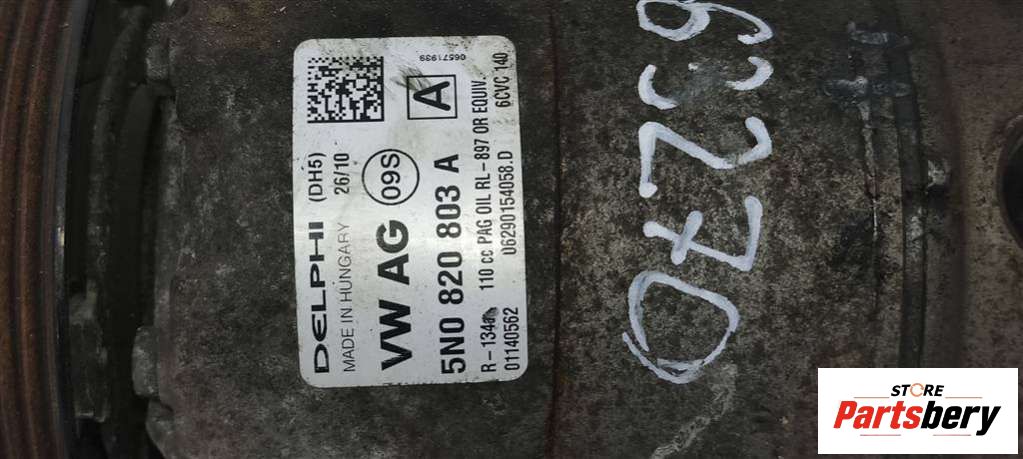 DELPHI (DH5)
MADE IN HUNGARY 26/10
VW AG 09S A
06571939
5N0 820 803 A
R-134a 110 cc PAG OIL RL-897 OR EQUIV.
01140562 06290154058.D 6CVC 140
63270
STORE
Partsbery